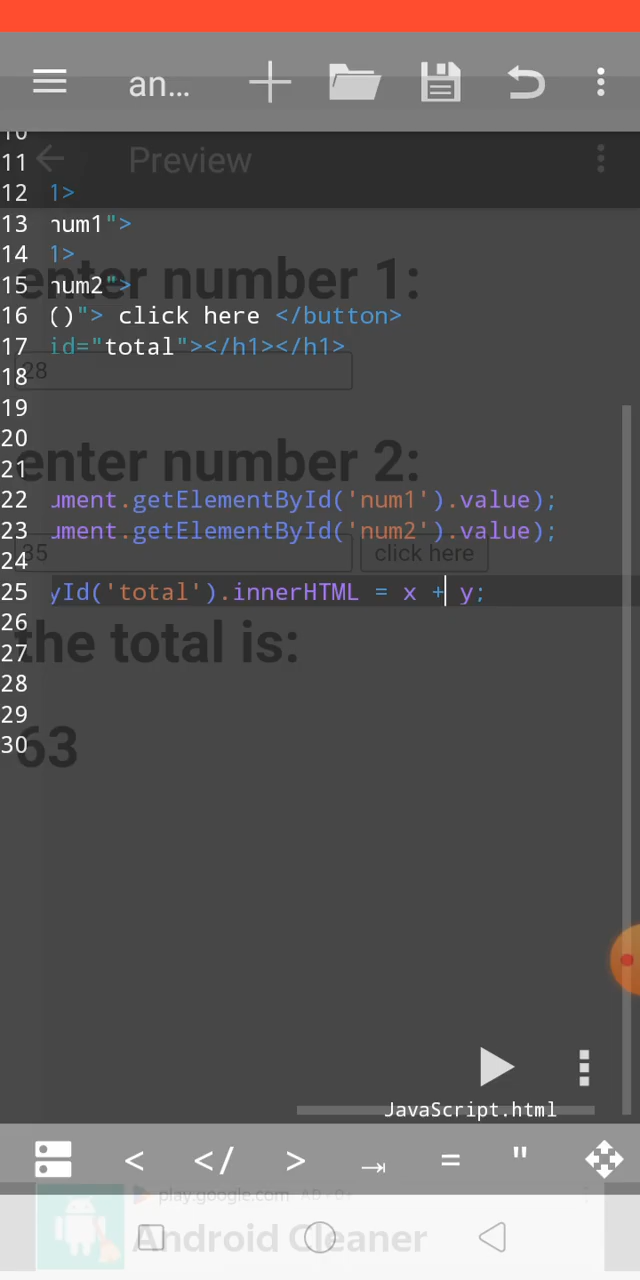 an...
10
11
Preview
12 1>
13 num1">
14 1>
enter number 1:
15 num2">
16 ()"> click here </button>
17 id="total"></h1></h1>
18
28
19
20
enter number 2:
21
22 ument.getElementById('num1').value);
23 ument.getElementById('num2').value);
35 click here
24
25 yId('total').innerHTML = x + y;
26
the total is:
27
28
29
30
63
JavaScript.html
< </ > = "
play.google.com
Android Cleaner